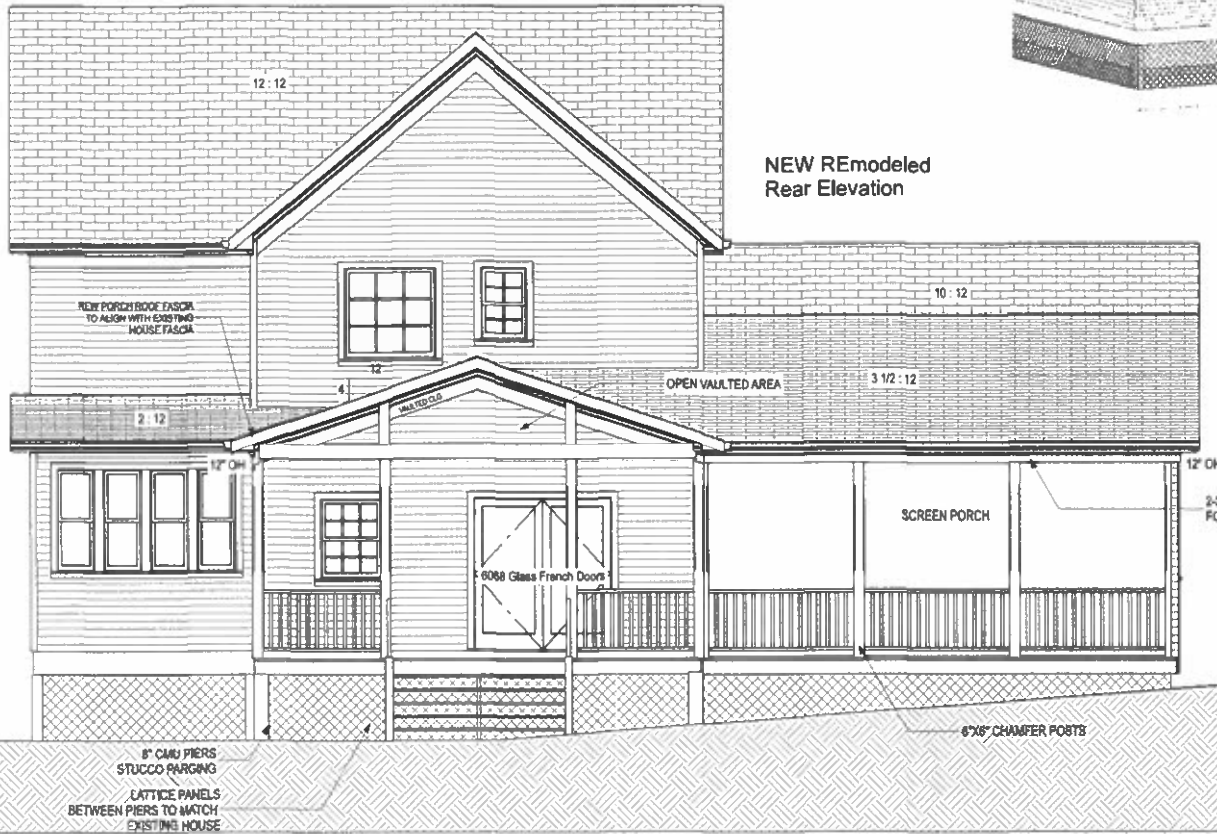 12 : 12
NEW REmodeled
Rear Elevation
NEW PORCH ROOF FASCIA
TO ALIGN WITH EXISTING
HOUSE FASCIA
10 : 12
12
4
OPEN VAULTED AREA
3 1/2 : 12
VAULTED CLG
2 : 12
12" OH
12" OH
SCREEN PORCH
6068 Glass French Doors
8" CMU PIERS
STUCCO PARGING
6"X6" CHAMFER POSTS
LATTICE PANELS
BETWEEN PIERS TO MATCH
EXISTING HOUSE